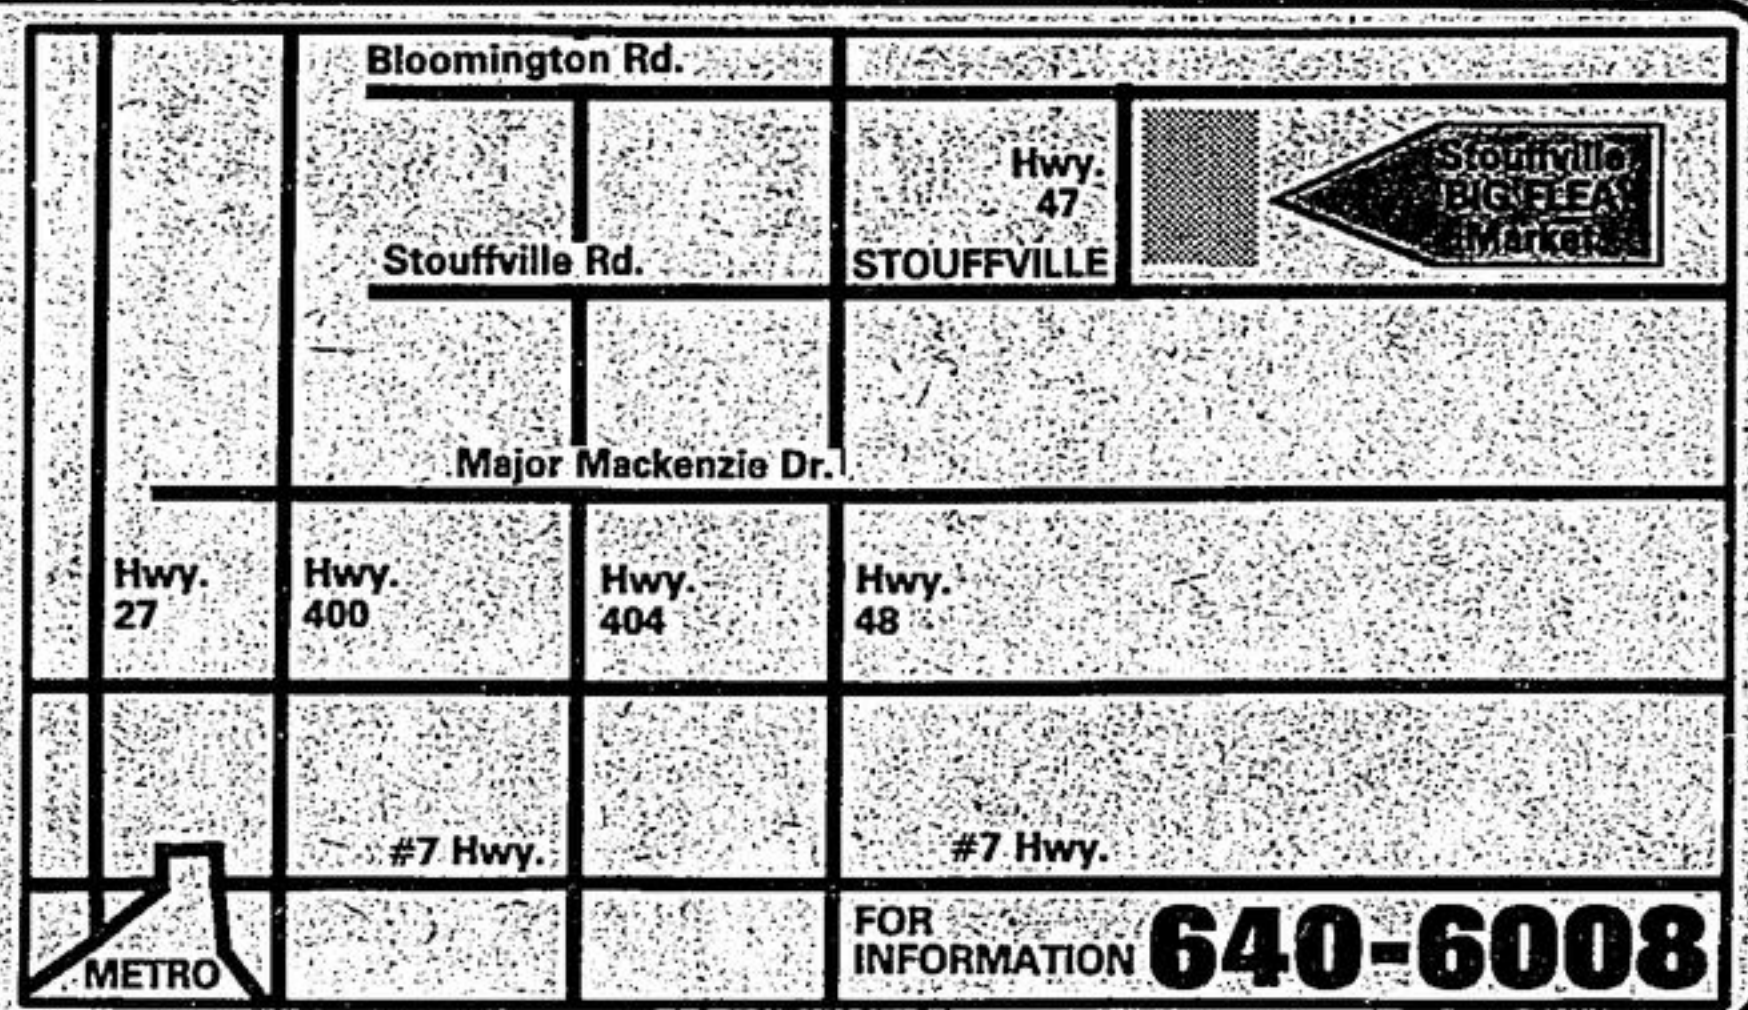 Bloomington Rd.
Hwy.
47
Stouffville
BIG FLEA
Market
Stouffville Rd.
STOUFFVILLE
Major Mackenzie Dr.
Hwy.
27
Hwy.
400
Hwy.
404
Hwy.
48
#7 Hwy.
#7 Hwy.
METRO
FOR
INFORMATION
640-6008